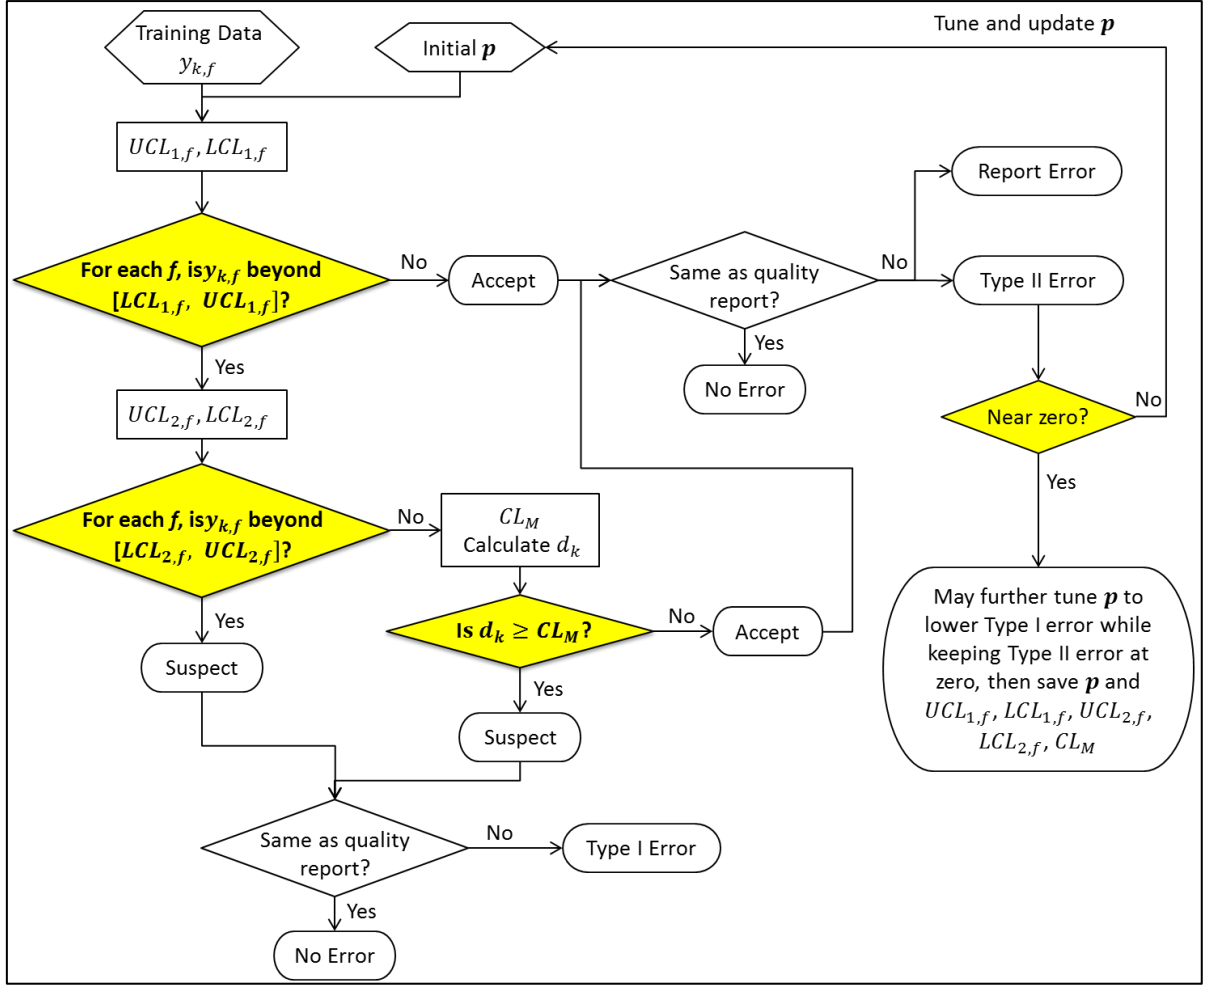 Training Data
y_{k,f}
Initial p
Tune and update p
UCL_{1,f}, LCL_{1,f}
Report Error
For each f, is y_{k,f} beyond
[LCL_{1,f}, UCL_{1,f}]?
No
Accept
Same as quality
report?
No
Type II Error
Yes
Yes
No Error
UCL_{2,f}, LCL_{2,f}
Near zero?
No
Yes
For each f, is y_{k,f} beyond
[LCL_{2,f}, UCL_{2,f}]?
No
CL_M
Calculate d_k
Yes
Is d_k ≥ CL_M?
No
Accept
Suspect
Yes
Suspect
May further tune p to
lower Type I error while
keeping Type II error at
zero, then save p and
UCL_{1,f}, LCL_{1,f}, UCL_{2,f},
LCL_{2,f}, CL_M
Same as quality
report?
No
Type I Error
Yes
No Error